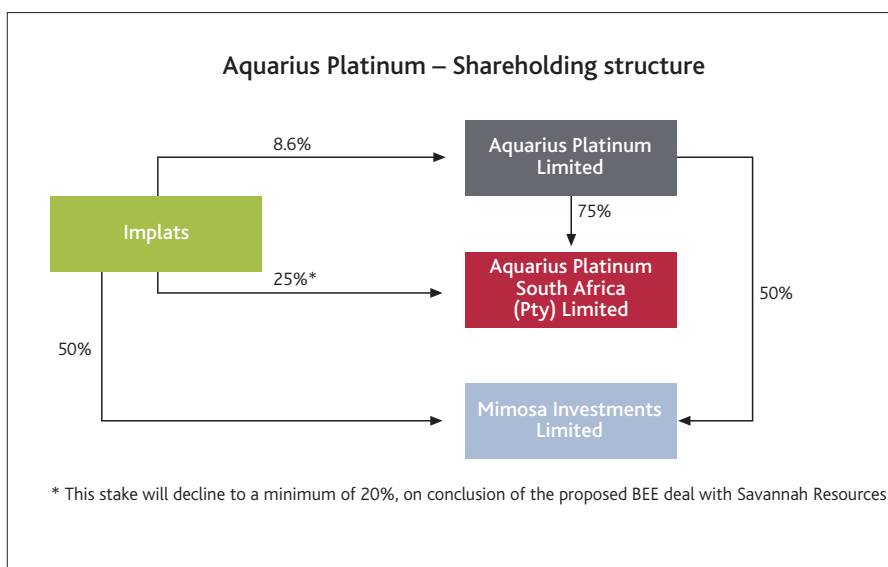 Aquarius Platinum – Shareholding structure
8.6%
Aquarius Platinum
Limited
75%
Implats
Aquarius Platinum
South Africa
(Pty) Limited
25%*
50%
50%
Mimosa Investments
Limited
* This stake will decline to a minimum of 20%, on conclusion of the proposed BEE deal with Savannah Resources